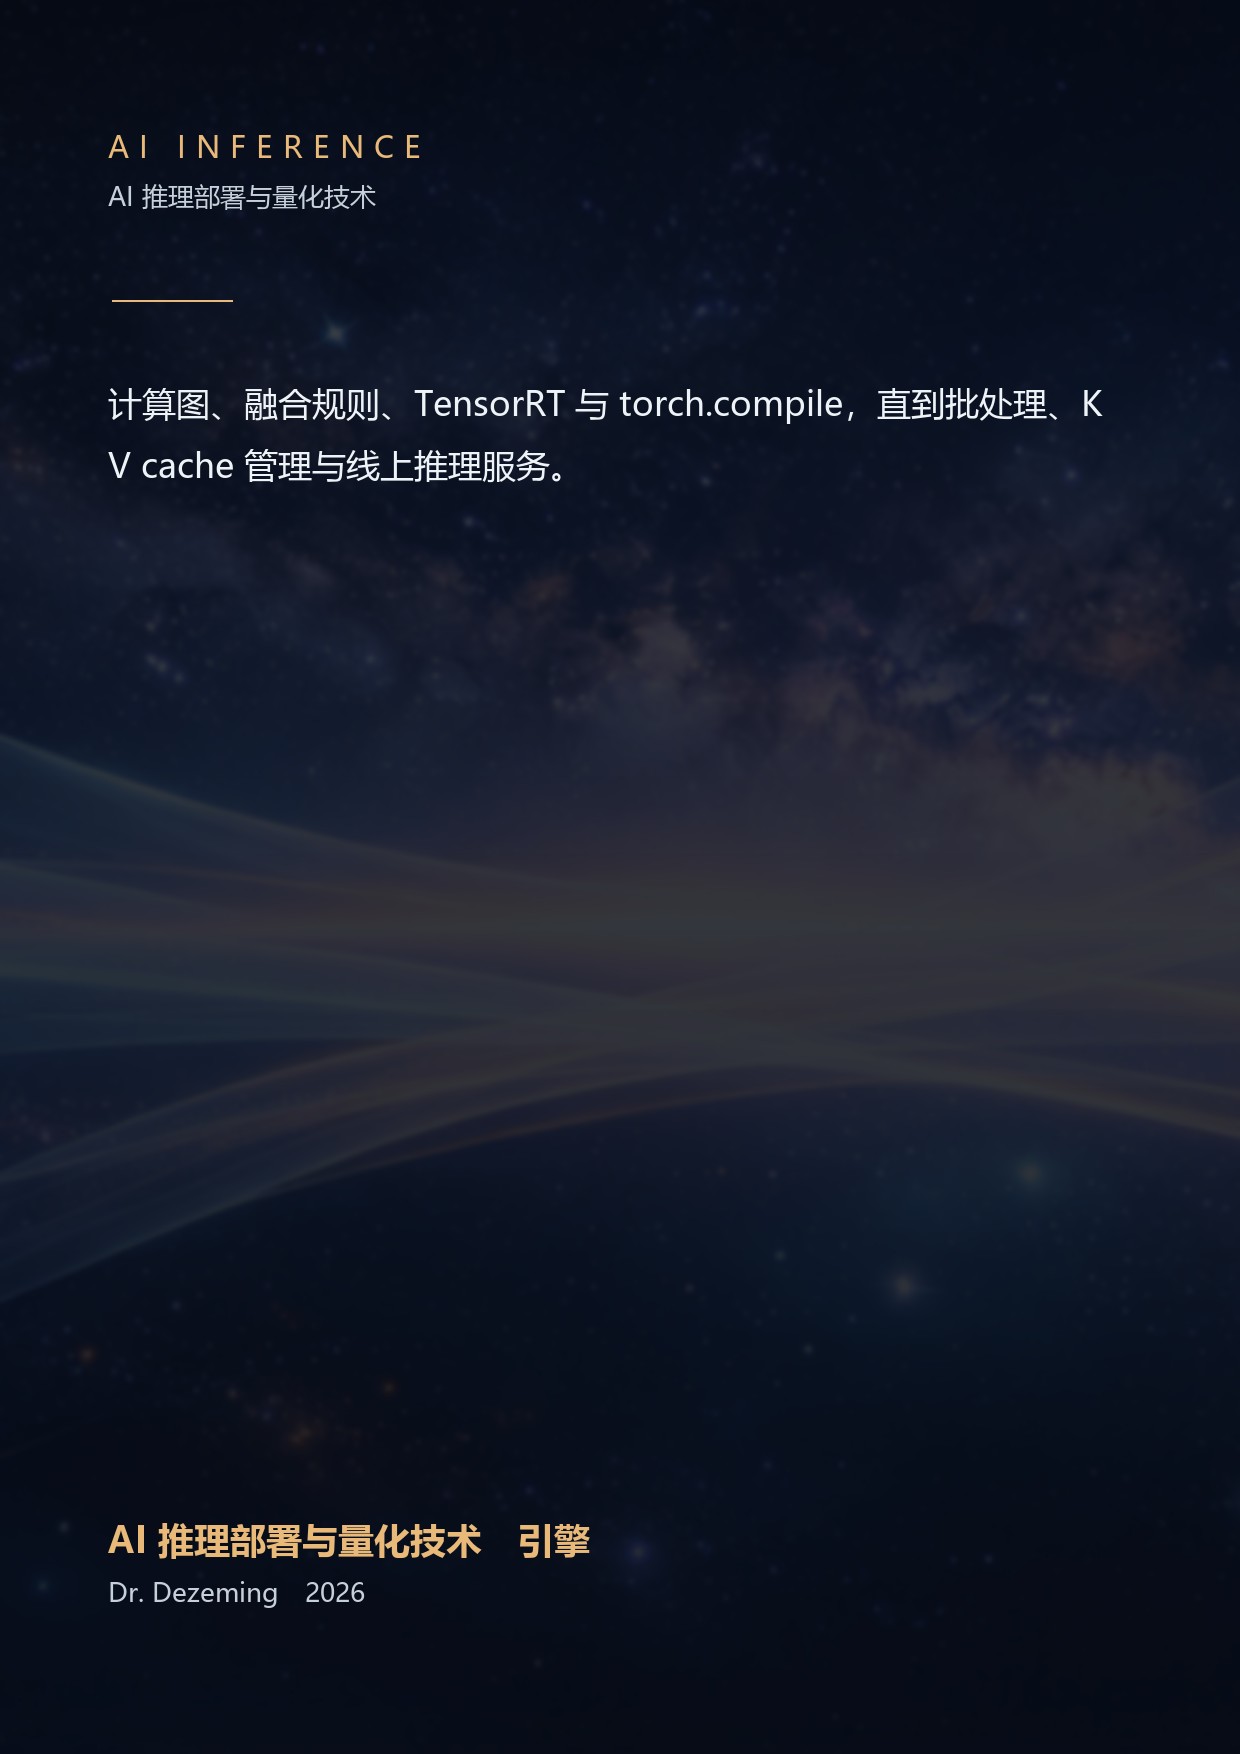 AI INFERENCE
AI 推理部署与量化技术
计算图、融合规则、TensorRT 与 torch.compile，直到批处理、K
V cache 管理与线上推理服务。
AI 推理部署与量化技术　引擎
Dr. Dezeming　2026